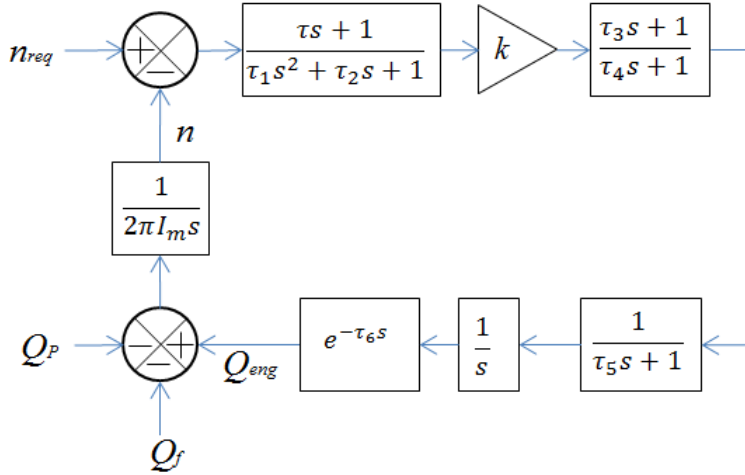 n_req + − (τs + 1)/(τ₁s² + τ₂s + 1) k (τ₃s + 1)/(τ₄s + 1)
n
1/(2πI_m s)
Q_P − + − Q_eng e^{−τ₆s} 1/s 1/(τ₅s + 1)
Q_f